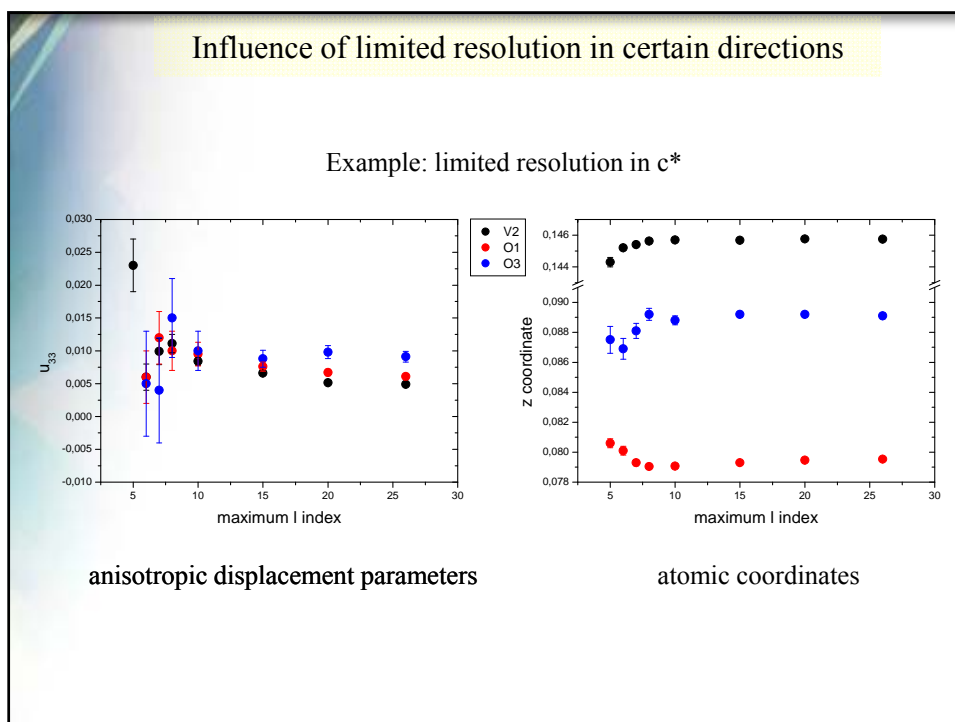 Influence of limited resolution in certain directions
Example: limited resolution in c*
0,030
0,025
0,020
0,015
0,010
0,005
0,000
-0,005
-0,010
u33
5
10
15
20
25
30
maximum l index
V2
O1
O3
0,146
0,144
0,090
0,088
0,086
0,084
0,082
0,080
0,078
z coordinate
5
10
15
20
25
30
maximum l index
anisotropic displacement parameters
atomic coordinates